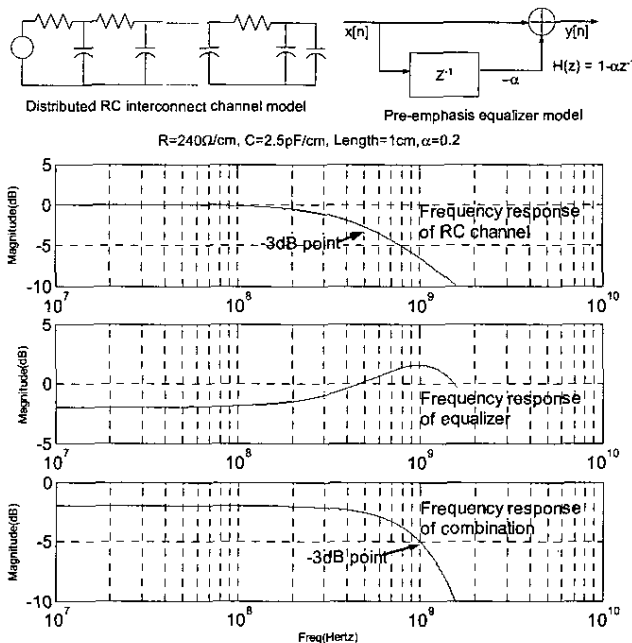 x[n]
y[n]
Z⁻¹
-α
H(z) = 1-αz⁻¹
Distributed RC interconnect channel model
Pre-emphasis equalizer model
R=240Ω/cm, C=2.5pF/cm, Length=1cm, α=0.2
Magnitude(dB)
5
0
-5
-10
Frequency response
of RC channel
-3dB point
10⁷
10⁸
10⁹
10¹⁰
Magnitude(dB)
5
0
-5
Frequency response
of equalizer
10⁷
10⁸
10⁹
10¹⁰
Magnitude(dB)
0
-5
-10
Frequency response
of combination
-3dB point
10⁷
10⁸
10⁹
10¹⁰
Freq(Hertz)